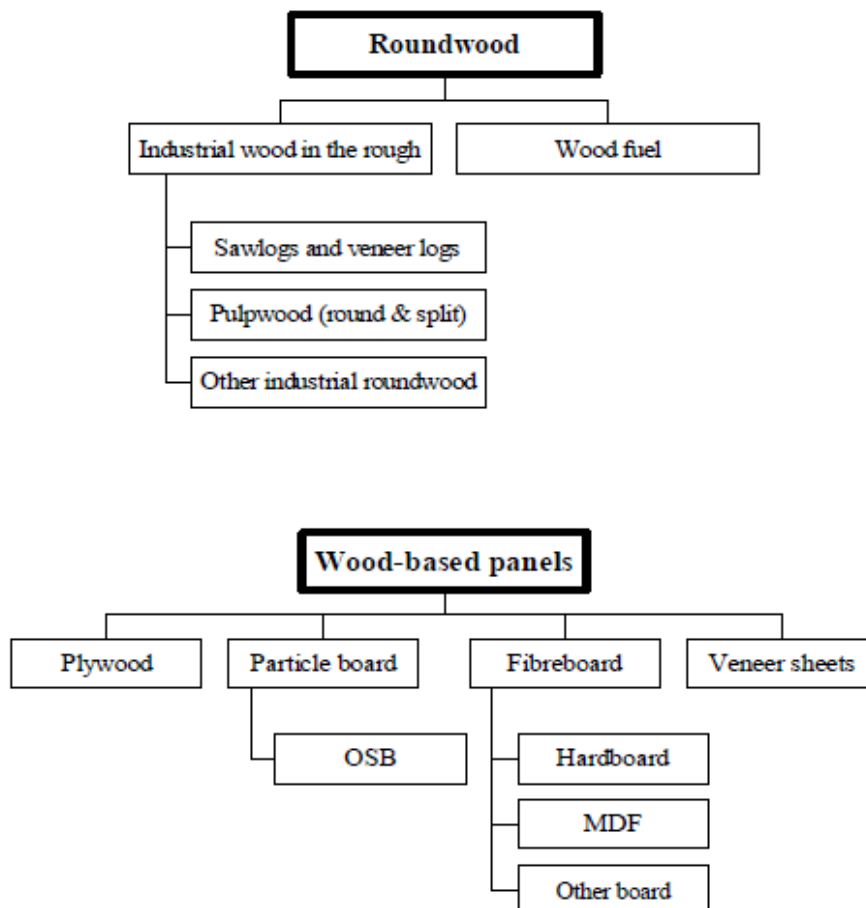 Roundwood
Industrial wood in the rough
Wood fuel
Sawlogs and veneer logs
Pulpwood (round & split)
Other industrial roundwood
Wood-based panels
Plywood
Particle board
Fibreboard
Veneer sheets
OSB
Hardboard
MDF
Other board